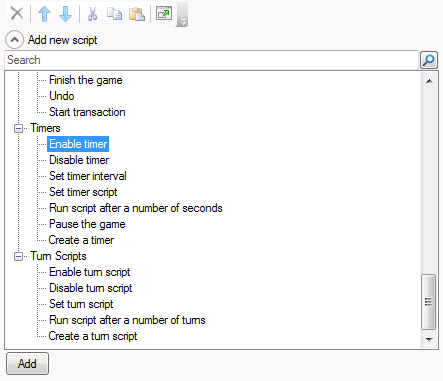 Add new script
Search
Finish the game
Undo
Start transaction
Timers
Enable timer
Disable timer
Set timer interval
Set timer script
Run script after a number of seconds
Pause the game
Create a timer
Turn Scripts
Enable turn script
Disable turn script
Set turn script
Run script after a number of turns
Create a turn script
Add